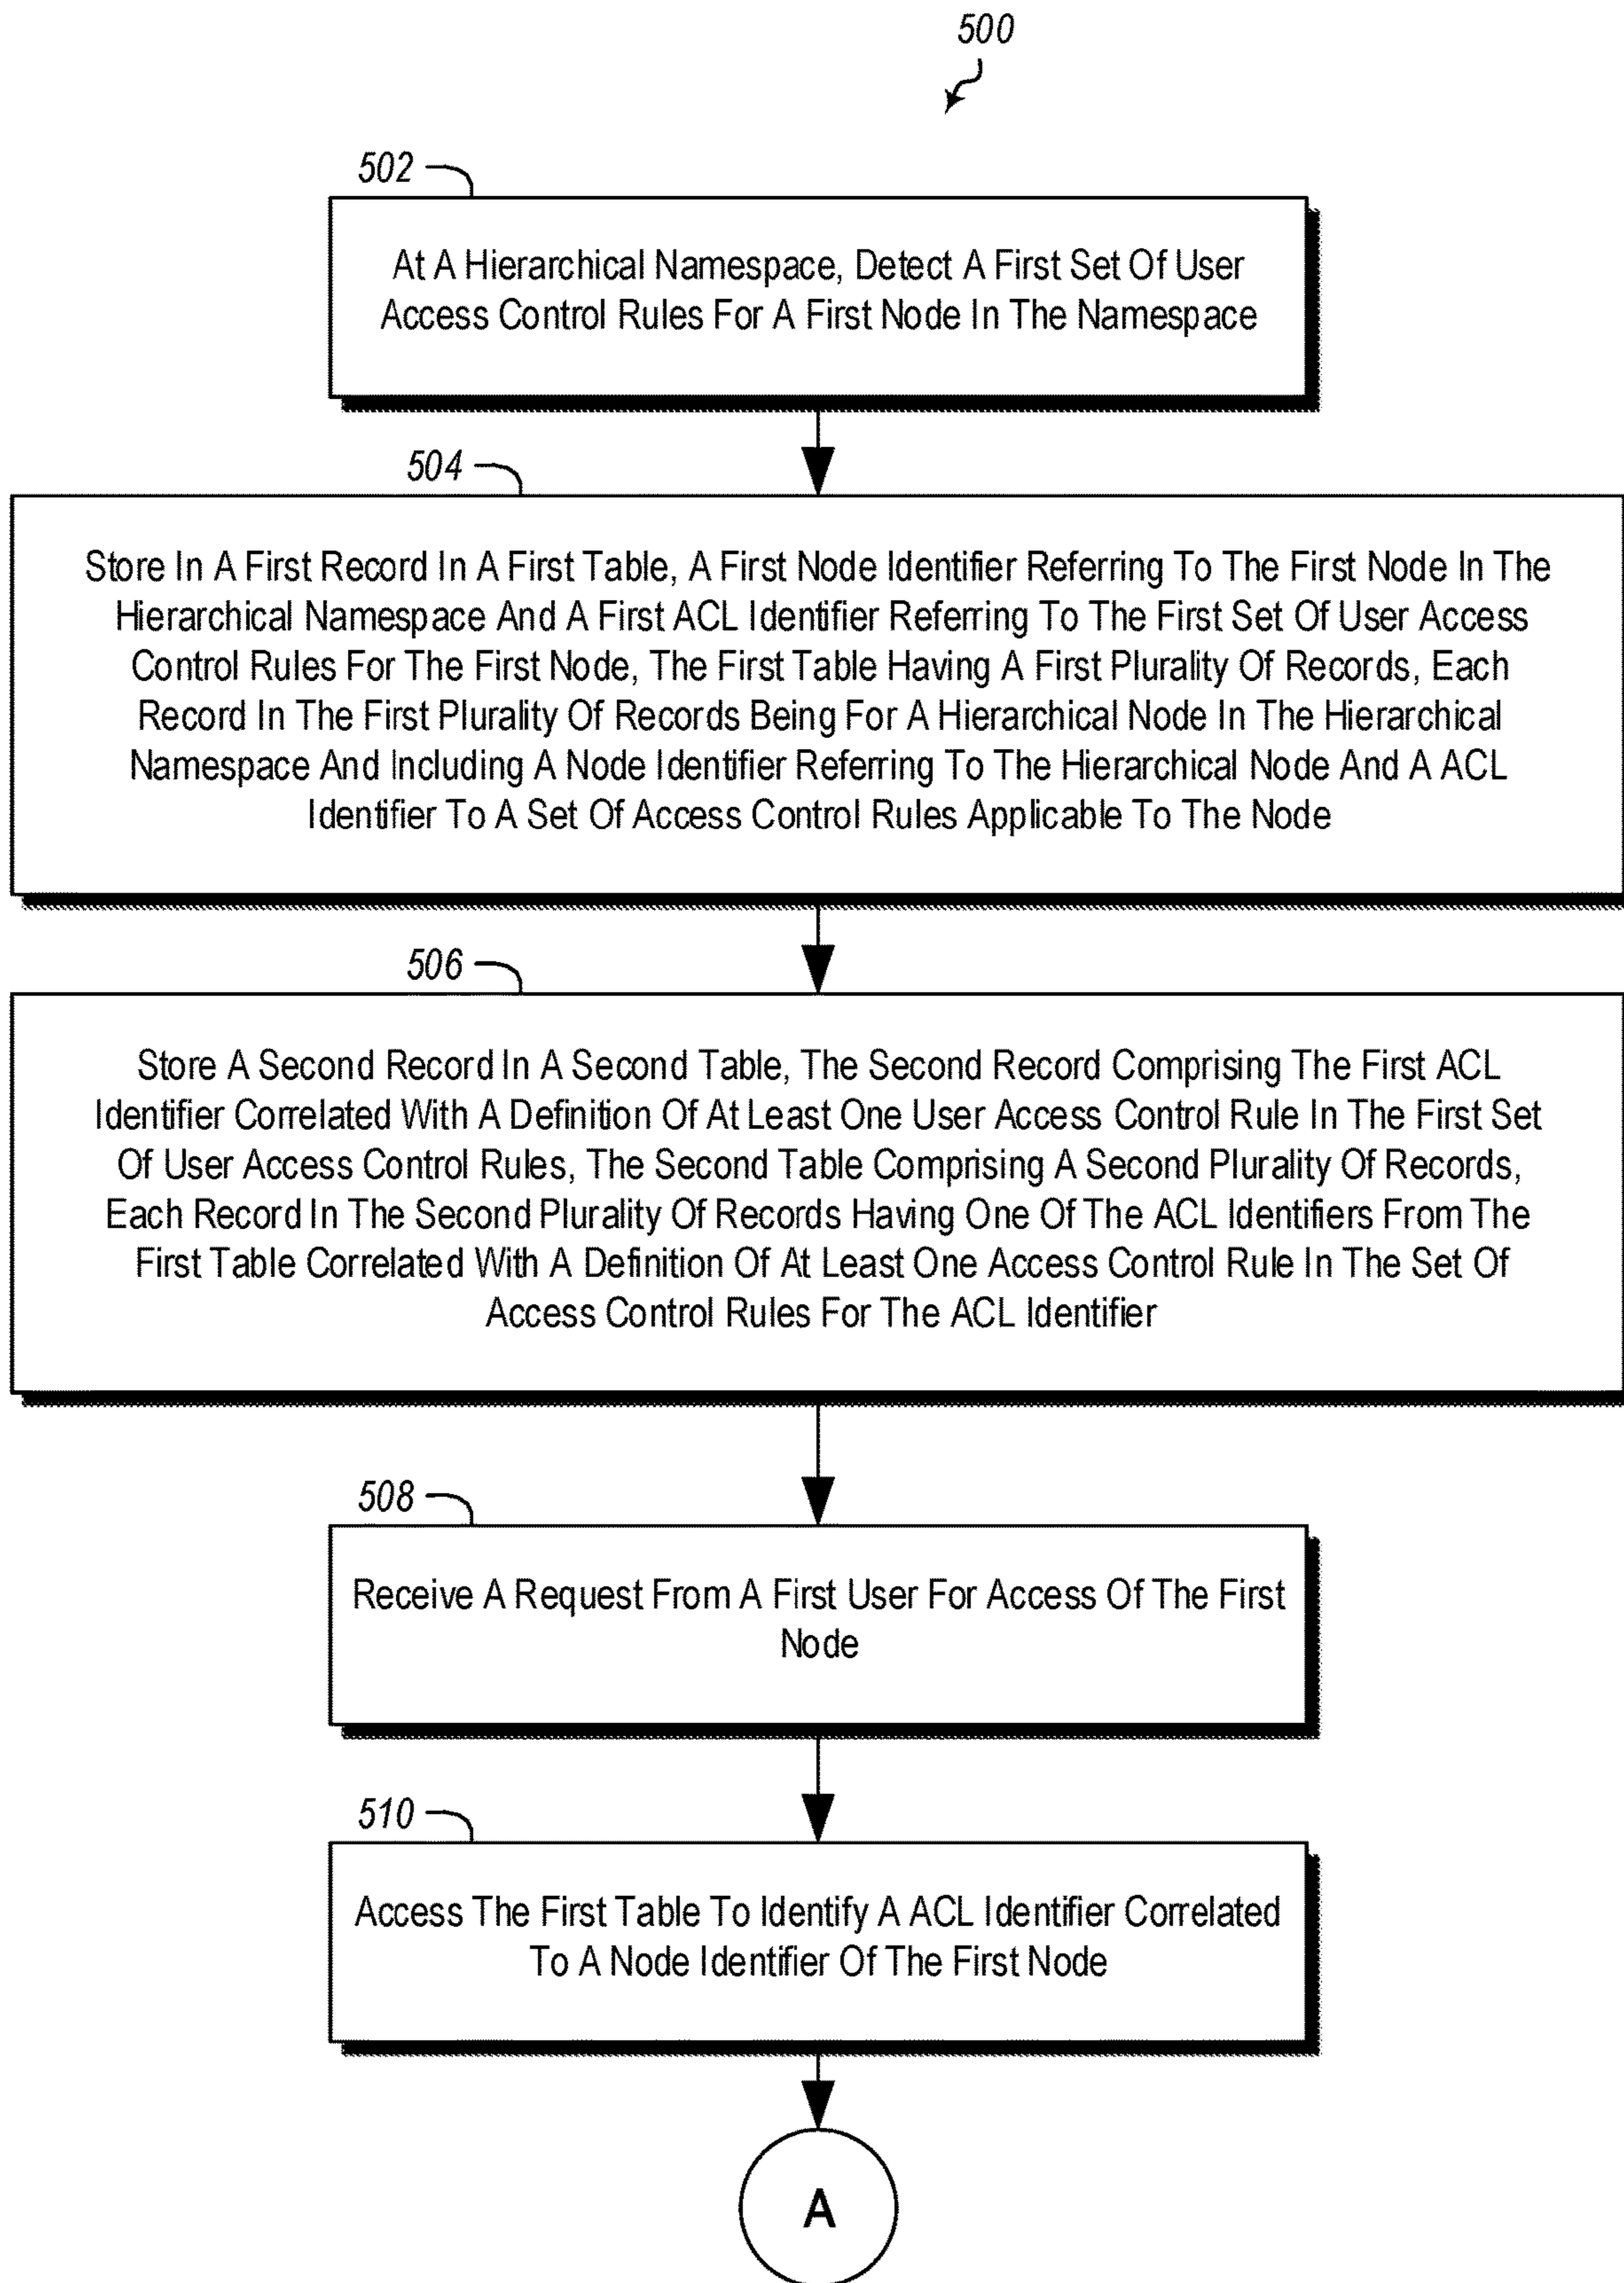 500
502
At A Hierarchical Namespace, Detect A First Set Of User
Access Control Rules For A First Node In The Namespace
504
Store In A First Record In A First Table, A First Node Identifier Referring To The First Node In The
Hierarchical Namespace And A First ACL Identifier Referring To The First Set Of User Access
Control Rules For The First Node, The First Table Having A First Plurality Of Records, Each
Record In The First Plurality Of Records Being For A Hierarchical Node In The Hierarchical
Namespace And Including A Node Identifier Referring To The Hierarchical Node And A ACL
Identifier To A Set Of Access Control Rules Applicable To The Node
506
Store A Second Record In A Second Table, The Second Record Comprising The First ACL
Identifier Correlated With A Definition Of At Least One User Access Control Rule In The First Set
Of User Access Control Rules, The Second Table Comprising A Second Plurality Of Records,
Each Record In The Second Plurality Of Records Having One Of The ACL Identifiers From The
First Table Correlated With A Definition Of At Least One Access Control Rule In The Set Of
Access Control Rules For The ACL Identifier
508
Receive A Request From A First User For Access Of The First
Node
510
Access The First Table To Identify A ACL Identifier Correlated
To A Node Identifier Of The First Node
A